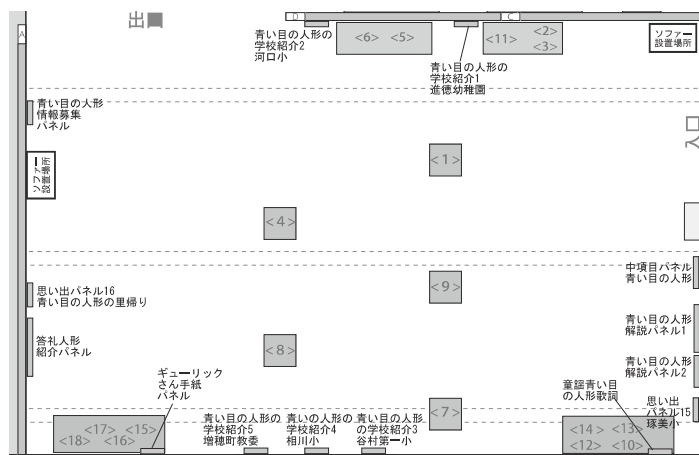 出口
A
D
C
青い目の人形の
学校紹介2
河口小
<6>
<5>
<11>
<2>
<3>
ソファー
設置場所
青い目の人形の
学校紹介1
進徳幼稚園
青い目の人形
情報募集
パネル
入口
<1>
ソファー
設置場所
<4>
中項目パネル
青い目の人形
<9>
思い出パネル16
青い目の人形の里帰り
青い目の人形
解説パネル1
答礼人形
紹介パネル
<8>
青い目の人形
解説パネル2
ギューリック
さん手紙
パネル
童謡青い目
の人形歌詞
思い出
パネル15
琢美小
<7>
<17>
<15>
<18>
<16>
青い目の人形の
学校紹介5
増穂町教委
青いの人形の
学校紹介4
相川小
青い目の人形
の学校紹介3
谷村第一小
<14>
<13>
<12>
<10>